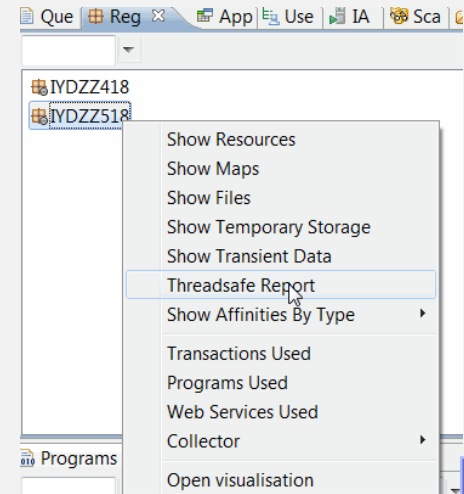 Que Reg App Use IA Sca
IYDZZ418
IYDZZ518
Show Resources
Show Maps
Show Files
Show Temporary Storage
Show Transient Data
Threadsafe Report
Show Affinities By Type
Transactions Used
Programs Used
Web Services Used
Collector
Programs
Open visualisation